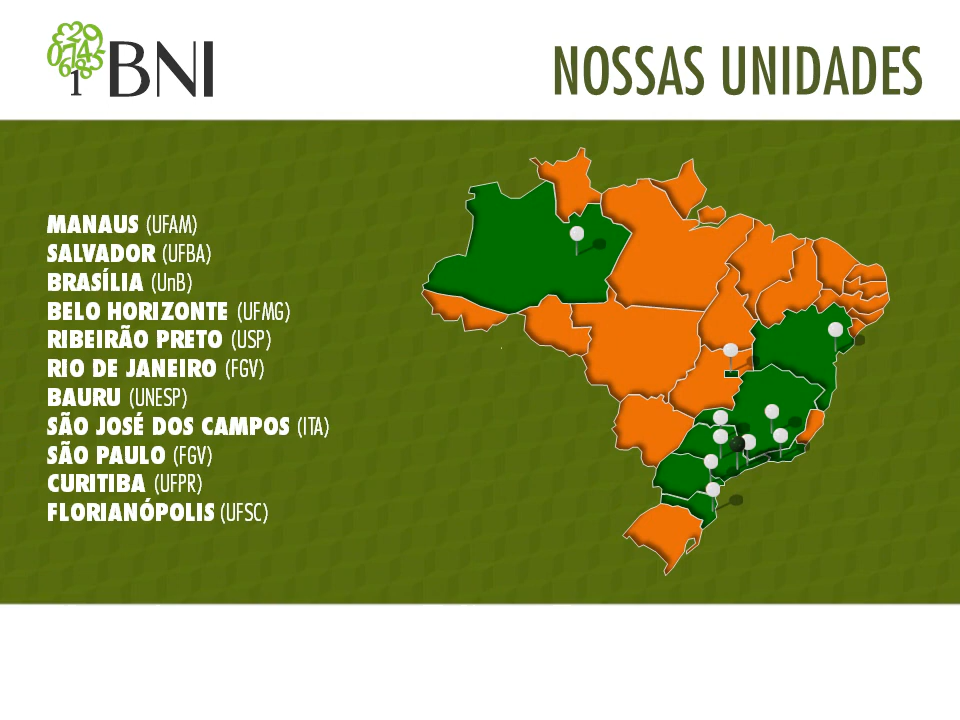 BNI
NOSSAS UNIDADES
MANAUS (UFAM)
SALVADOR (UFBA)
BRASÍLIA (UnB)
BELO HORIZONTE (UFMG)
RIBEIRÃO PRETO (USP)
RIO DE JANEIRO (FGV)
BAURU (UNESP)
SÃO JOSÉ DOS CAMPOS (ITA)
SÃO PAULO (FGV)
CURITIBA (UFPR)
FLORIANÓPOLIS (UFSC)